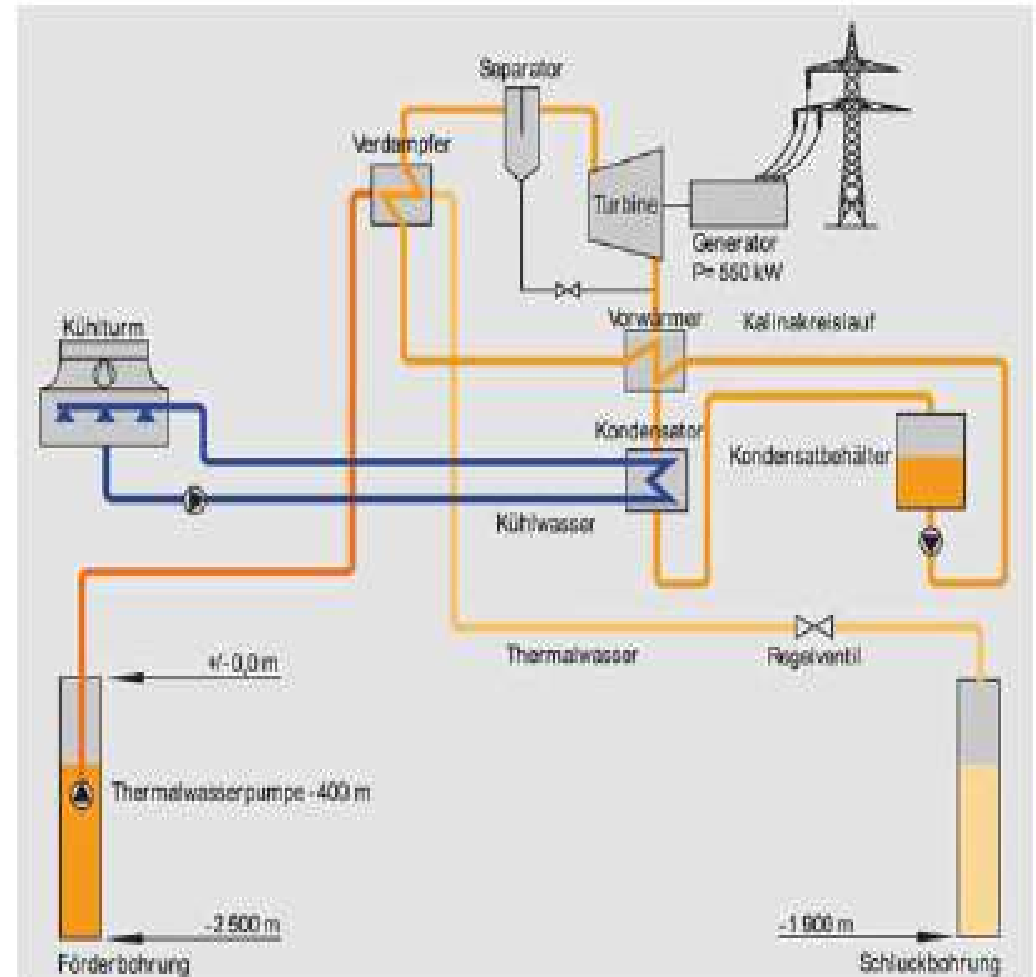 Separator
Verdampfer
Turbine
Generator
P= 550 kW
Kühlturm
Vorwärmer
Kalinakreislauf
Kondensator
Kondensatbehälter
Kühlwasser
Thermalwasser
Regelventil
+/- 0,0 m
Thermalwasserpumpe -400 m
-2 500 m
-1 900 m
Förderbohrung
Schluckbohrung